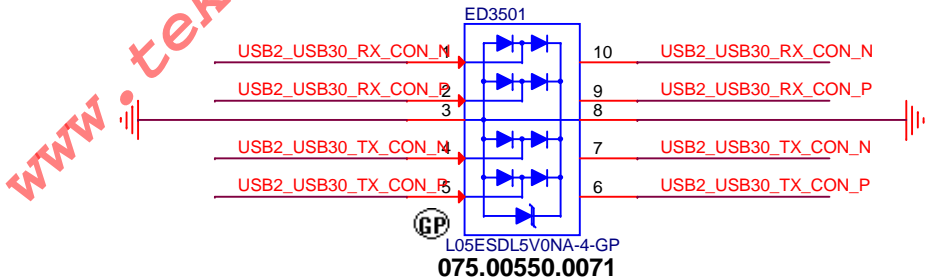 ED3501
USB2_USB30_RX_CON_N 1 10 USB2_USB30_RX_CON_N
USB2_USB30_RX_CON_P 2 9 USB2_USB30_RX_CON_P
3 8
USB2_USB30_TX_CON_N 4 7 USB2_USB30_TX_CON_N
USB2_USB30_TX_CON_P 5 6 USB2_USB30_TX_CON_P
GP
L05ESDL5V0NA-4-GP
075.00550.0071
www.tek